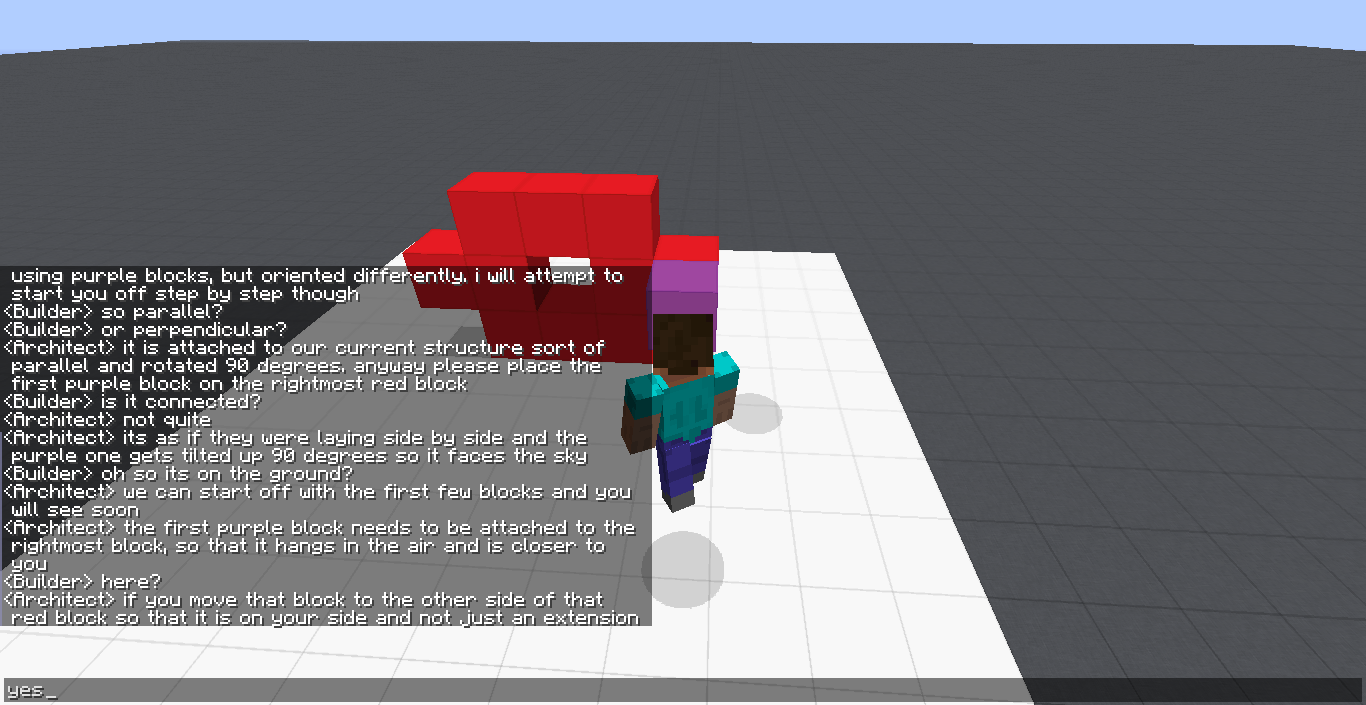 using purple blocks, but oriented differently. i will attempt to
start you off step by step though
<Builder> so parallel?
<Builder> or perpendicular?
<Architect> it is attached to our current structure sort of
parallel and rotated 90 degrees. anyway please place the
first purple block on the rightmost red block
<Builder> is it connected?
<Architect> not quite
<Architect> its as if they were laying side by side and the
purple one gets tilted up 90 degrees so it faces the sky
<Builder> oh so its on the ground?
<Architect> we can start off with the first few blocks and you
will see soon
<Architect> the first purple block needs to be attached to the
rightmost block, so that it hangs in the air and is closer to
you
<Builder> here?
<Architect> if you move that block to the other side of that
red block so that it is on your side and not just an extension
yes_